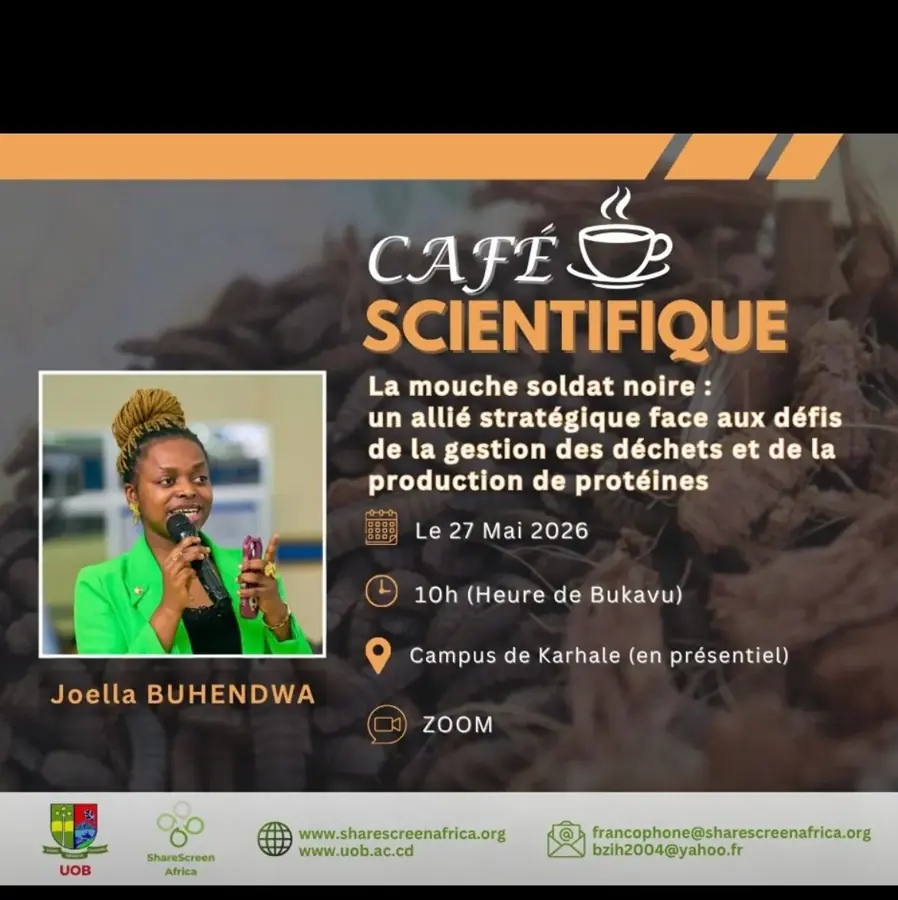 CAFÉ
SCIENTIFIQUE
La mouche soldat noire :
un allié stratégique face aux défis
de la gestion des déchets et de la
production de protéines
Le 27 Mai 2026
10h (Heure de Bukavu)
Campus de Karhale (en présentiel)
ZOOM
Joella BUHENDWA
UOB
ShareScreen
Africa
www.sharescreenafrica.org
www.uob.ac.cd
francophone@sharescreenafrica.org
bzih2004@yahoo.fr